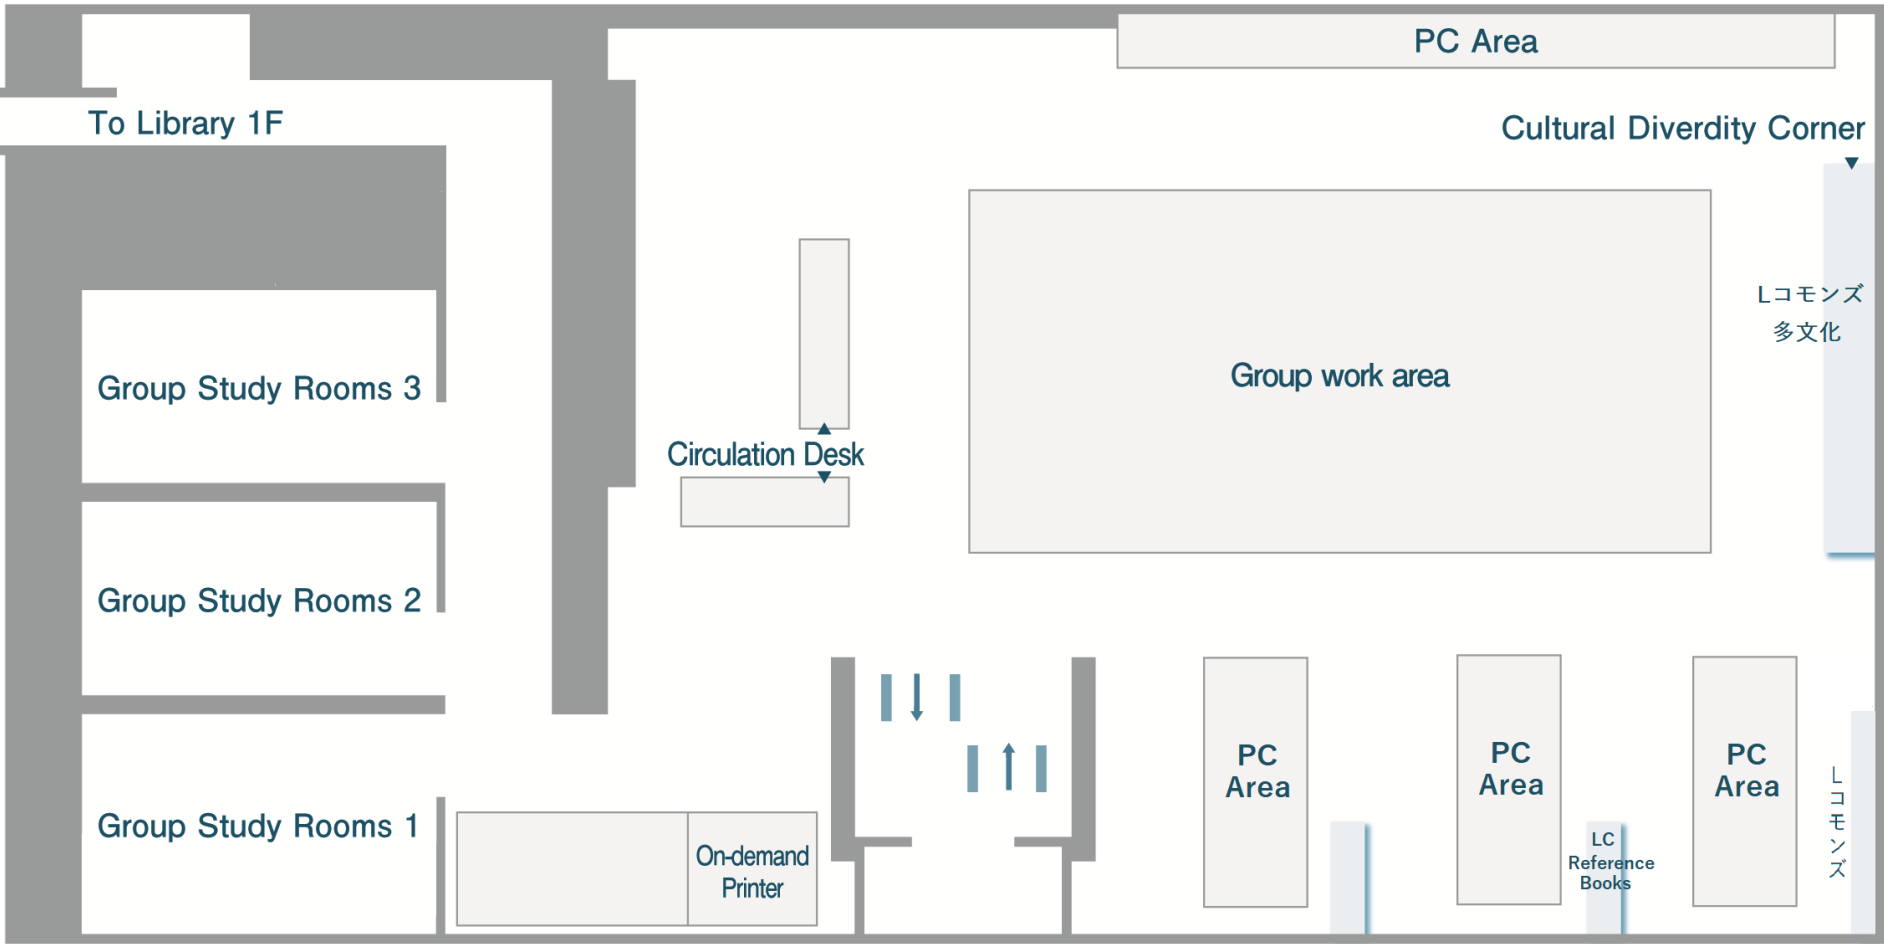 PC Area
To Library 1F
Cultural Diverdity Corner
Lコモンズ
多文化
Group Study Rooms 3
Group work area
Circulation Desk
Group Study Rooms 2
PC
Area
PC
Area
PC
Area
Lコモンズ
Group Study Rooms 1
On-demand
Printer
LC
Reference
Books